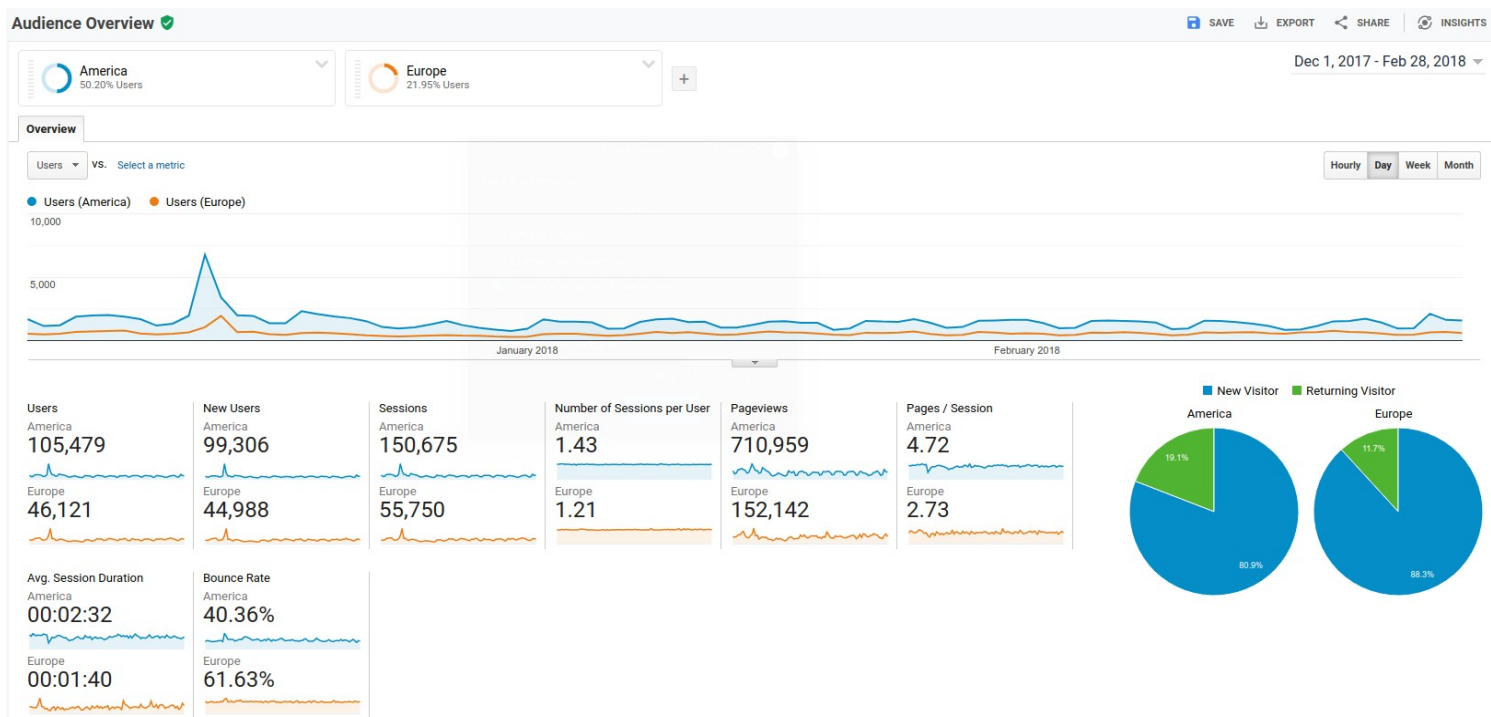 Audience Overview
SAVE EXPORT SHARE INSIGHTS
America
50.20% Users
Europe
21.95% Users
+
Dec 1, 2017 - Feb 28, 2018
Overview
Users VS. Select a metric
Hourly Day Week Month
Users (America) Users (Europe)
10,000
5,000
January 2018 February 2018
New Visitor Returning Visitor
Users
America
105,479
Europe
46,121
New Users
America
99,306
Europe
44,988
Sessions
America
150,675
Europe
55,750
Number of Sessions per User
America
1.43
Europe
1.21
Pageviews
America
710,959
Europe
152,142
Pages / Session
America
4.72
Europe
2.73
America
19.1%
80.9%
Europe
11.7%
88.3%
Avg. Session Duration
America
00:02:32
Europe
00:01:40
Bounce Rate
America
40.36%
Europe
61.63%